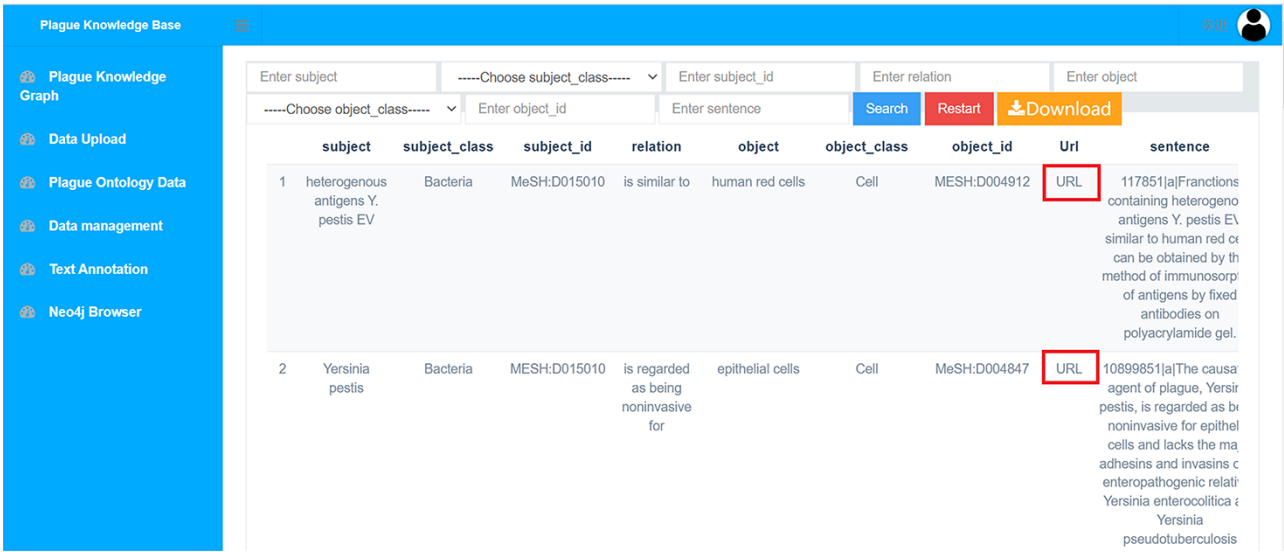 Plague Knowledge Base
Plague Knowledge
Graph
Data Upload
Plague Ontology Data
Data management
Text Annotation
Neo4j Browser
Enter subject -----Choose subject_class----- Enter subject_id Enter relation Enter object
-----Choose object_class----- Enter object_id Enter sentence Search Restart Download
subject subject_class subject_id relation object object_class object_id Url sentence
1 heterogenous antigens Y. pestis EV Bacteria MeSH:D015010 is similar to human red cells Cell MESH:D004912 URL 117851|a|Franctions
containing heterogeno
antigens Y. pestis EV
similar to human red ce
can be obtained by th
method of immunosorp
of antigens by fixed
antibodies on
polyacrylamide gel.
2 Yersinia pestis Bacteria MESH:D015010 is regarded as being noninvasive for epithelial cells Cell MeSH:D004847 URL 10899851|a|The causa
agent of plague, Yersir
pestis, is regarded as be
noninvasive for epithel
cells and lacks the ma
adhesins and invasins o
enteropathogenic relati
Yersinia enterocolitica a
Yersinia
pseudotuberculosis